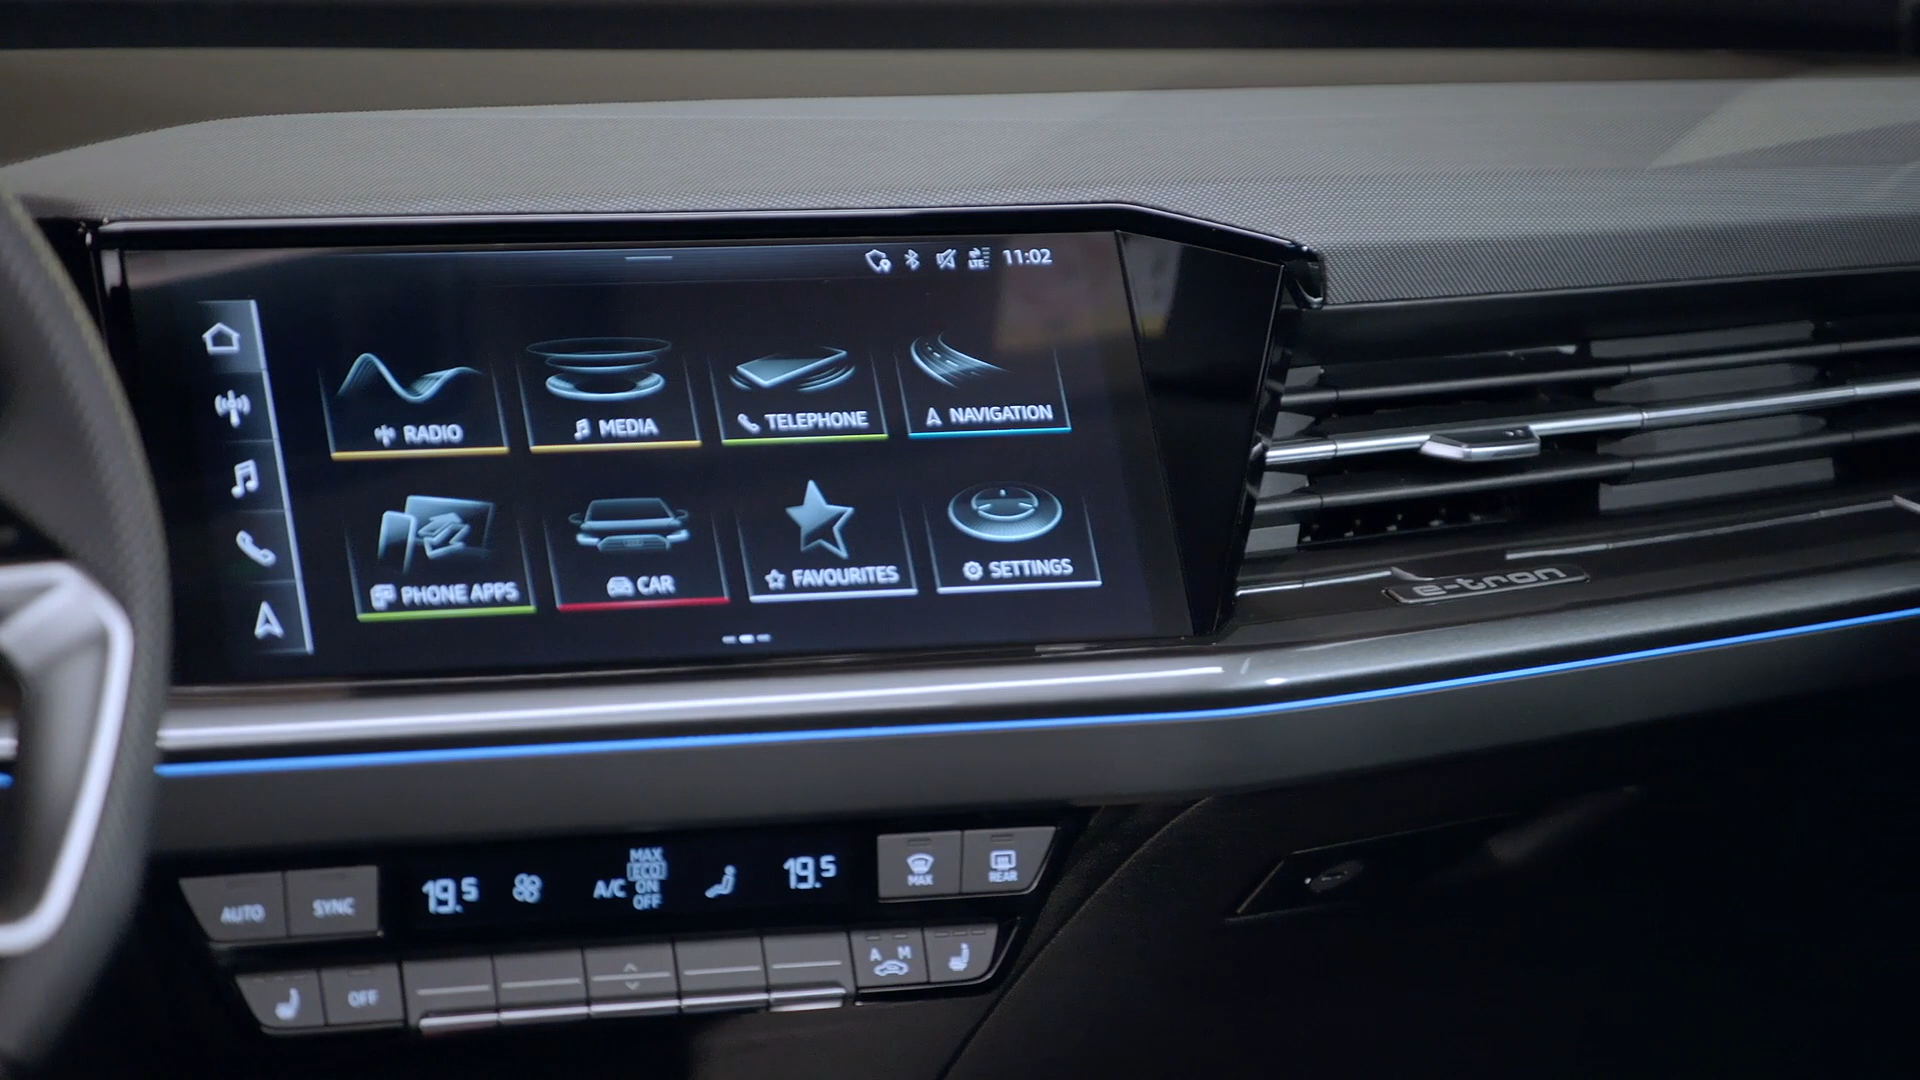 LTE 11:02
RADIO
MEDIA
TELEPHONE
NAVIGATION
PHONE APPS
CAR
FAVOURITES
SETTINGS
e-tron
AUTO
SYNC
19.5
A/C
MAX
ECO
ON
OFF
19.5
MAX
REAR
OFF
A M